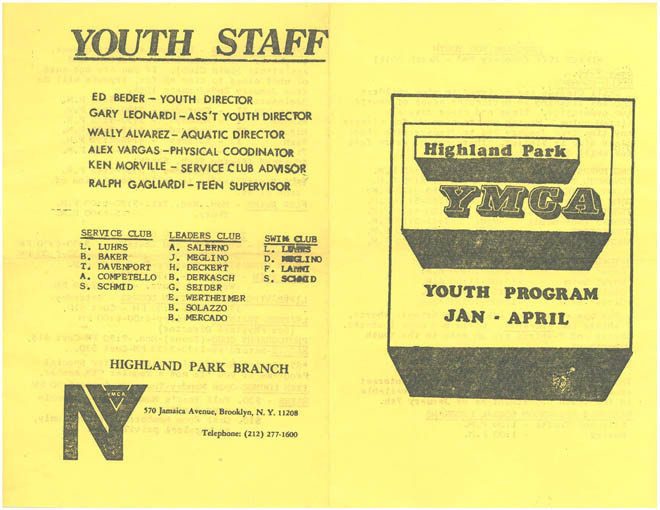 YOUTH STAFF
ED BEDER - YOUTH DIRECTOR
GARY LEONARDI - ASS'T YOUTH DIRECTOR
WALLY ALVAREZ - AQUATIC DIRECTOR
ALEX VARGAS - PHYSICAL COODINATOR
KEN MORVILLE - SERVICE CLUB ADVISOR
RALPH GAGLIARDI - TEEN SUPERVISOR
SERVICE CLUB
L. LUHRS
B. BAKER
T. DAVENPORT
A. COMPETELLO
S. SCHMID
LEADERS CLUB
A. SALERNO
J. MEGLINO
H. DECKERT
B. DERKASCH
G. SEIDER
E. WERTHEIMER
B. SOLAZZO
B. MERCADO
SWIM CLUB
L. LUHRS
D. MEGLINO
F. LANNI
S. SCHMID
HIGHLAND PARK BRANCH
YMCA
NY
570 Jamaica Avenue, Brooklyn, N. Y. 11208
Telephone: (212) 277-1600
Highland Park
YMCA
YOUTH PROGRAM
JAN - APRIL